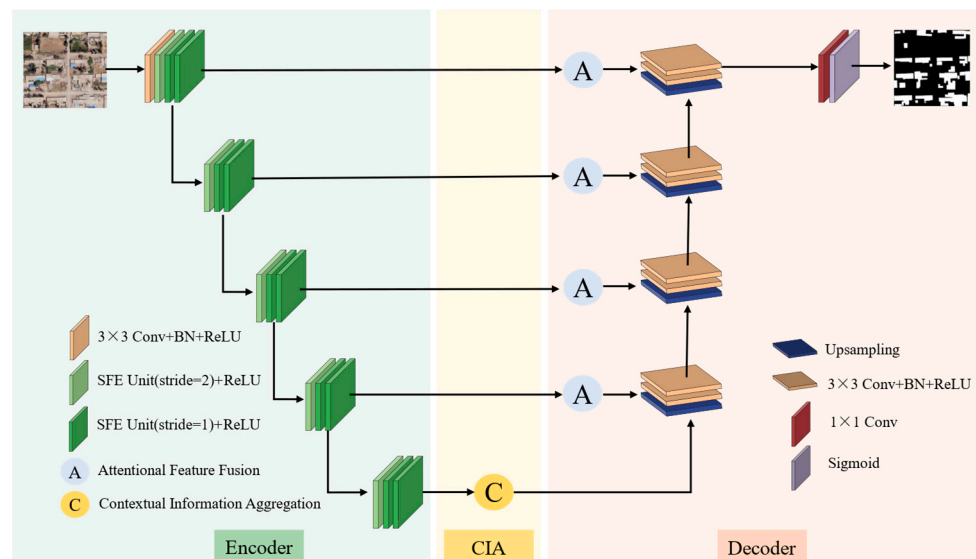 A
A
A
A
3×3 Conv+BN+ReLU
SFE Unit(stride=2)+ReLU
SFE Unit(stride=1)+ReLU
A Attentional Feature Fusion
C Contextual Information Aggregation
C
Upsampling
3×3 Conv+BN+ReLU
1×1 Conv
Sigmoid
Encoder
CIA
Decoder